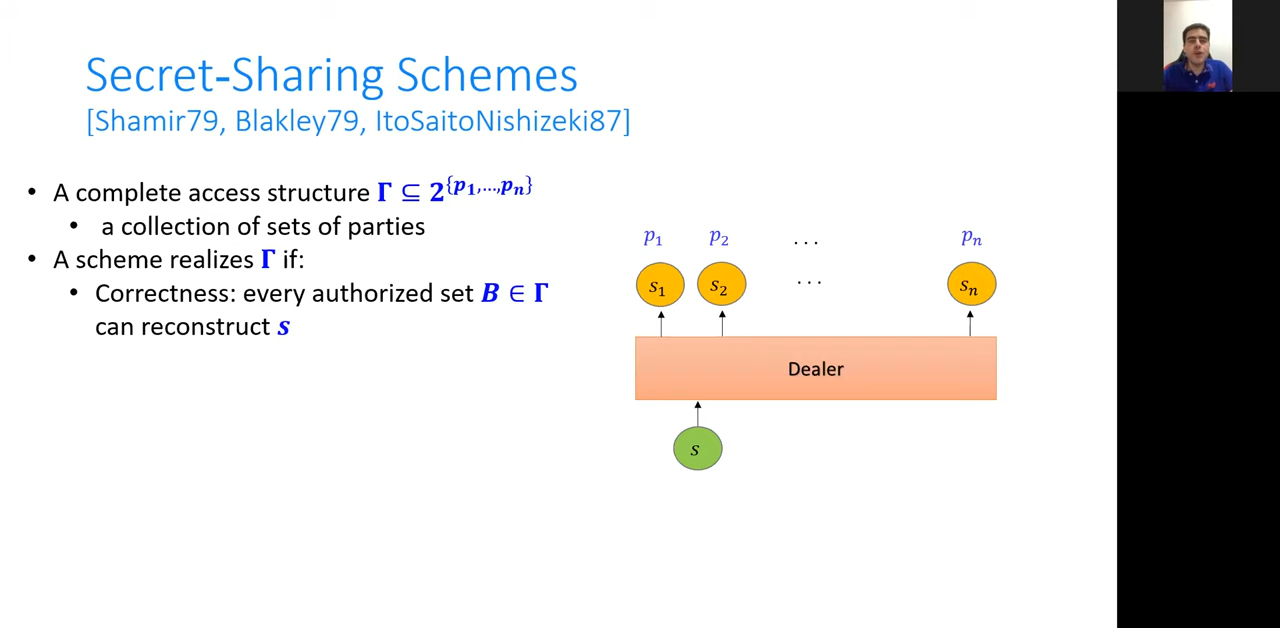 Secret-Sharing Schemes
[Shamir79, Blakley79, ItoSaitoNishizeki87]
• A complete access structure Γ ⊆ 2^{p₁,…,pₙ}
• a collection of sets of parties
• A scheme realizes Γ if:
• Correctness: every authorized set B ∈ Γ
can reconstruct s
p₁ p₂ ... pₙ
s₁ s₂ ... sₙ
Dealer
s